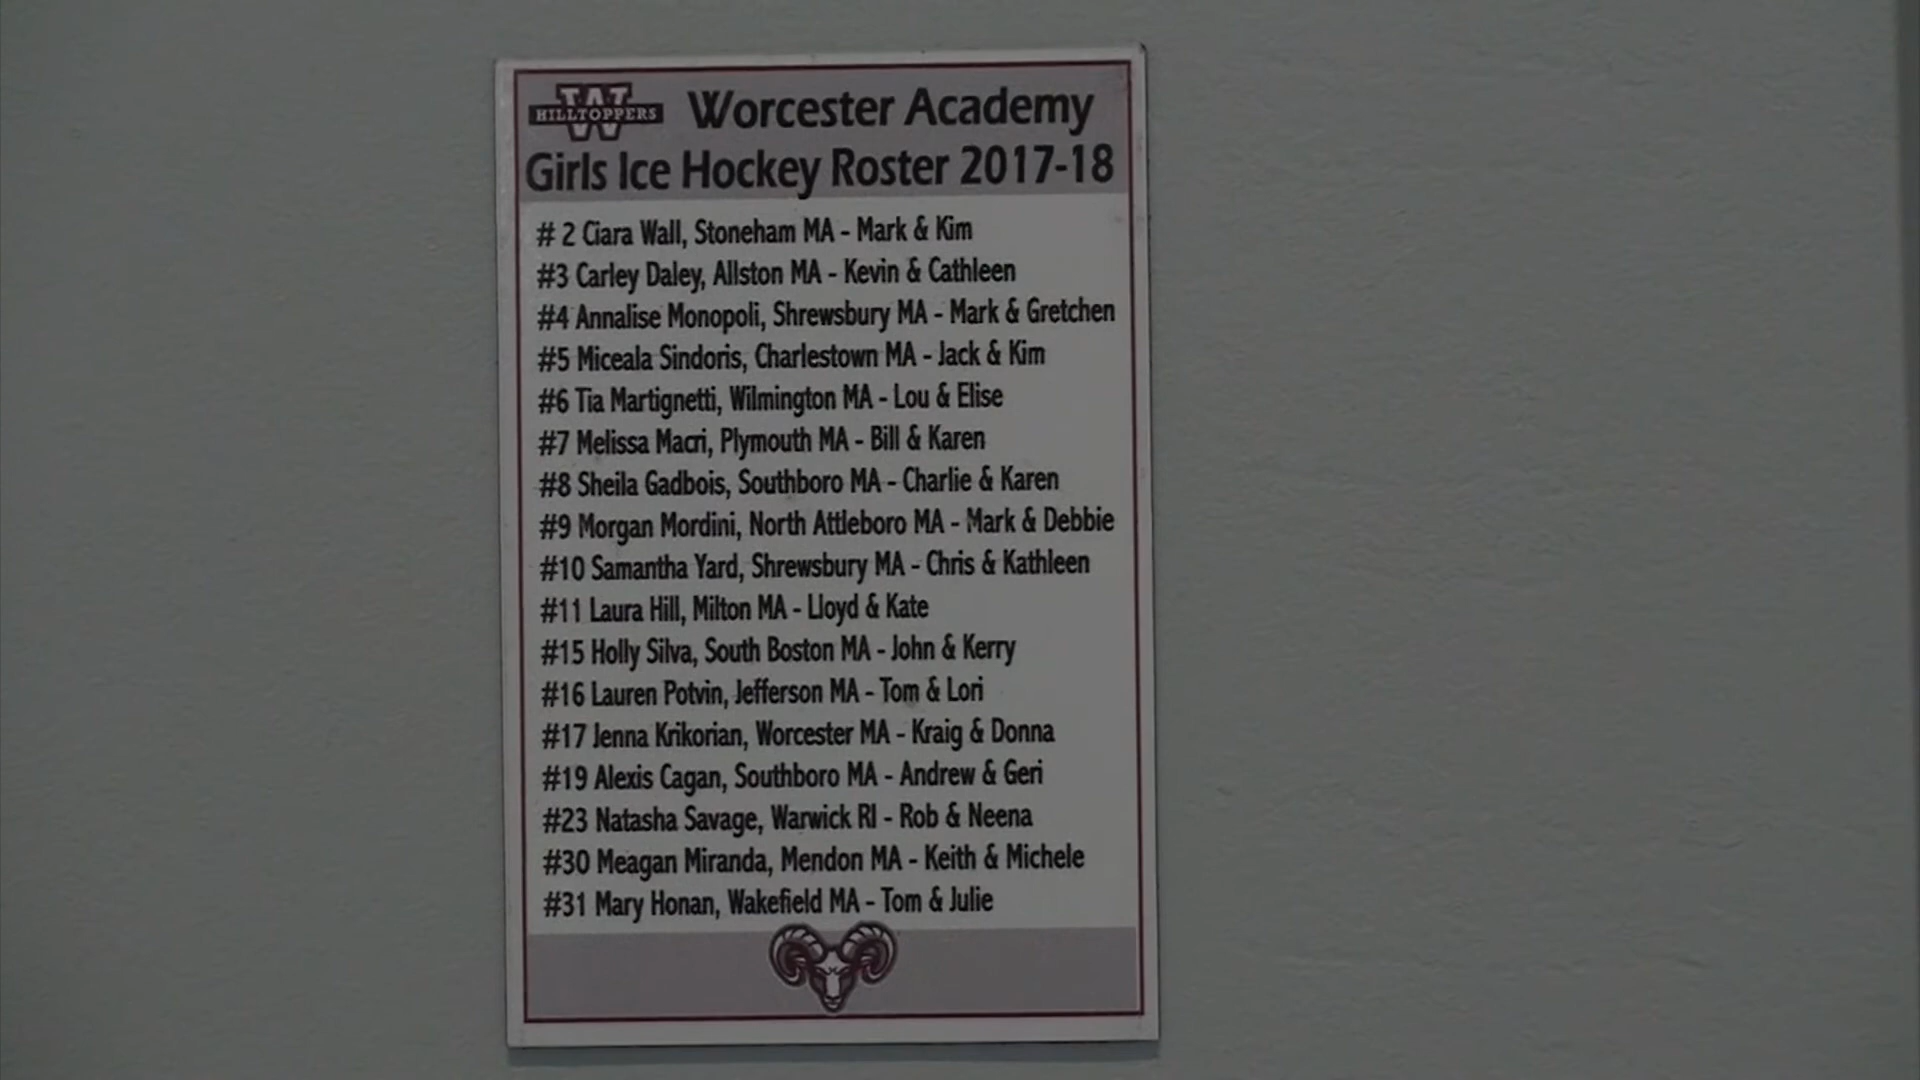 W
HILLTOPPERS
Worcester Academy
Girls Ice Hockey Roster 2017-18
# 2 Ciara Wall, Stoneham MA - Mark & Kim
#3 Carley Daley, Allston MA - Kevin & Cathleen
#4 Annalise Monopoli, Shrewsbury MA - Mark & Gretchen
#5 Miceala Sindoris, Charlestown MA - Jack & Kim
#6 Tia Martignetti, Wilmington MA - Lou & Elise
#7 Melissa Macri, Plymouth MA - Bill & Karen
#8 Sheila Gadbois, Southboro MA - Charlie & Karen
#9 Morgan Mordini, North Attleboro MA - Mark & Debbie
#10 Samantha Yard, Shrewsbury MA - Chris & Kathleen
#11 Laura Hill, Milton MA - Lloyd & Kate
#15 Holly Silva, South Boston MA - John & Kerry
#16 Lauren Potvin, Jefferson MA - Tom & Lori
#17 Jenna Krikorian, Worcester MA - Kraig & Donna
#19 Alexis Cagan, Southboro MA - Andrew & Geri
#23 Natasha Savage, Warwick RI - Rob & Neena
#30 Meagan Miranda, Mendon MA - Keith & Michele
#31 Mary Honan, Wakefield MA - Tom & Julie